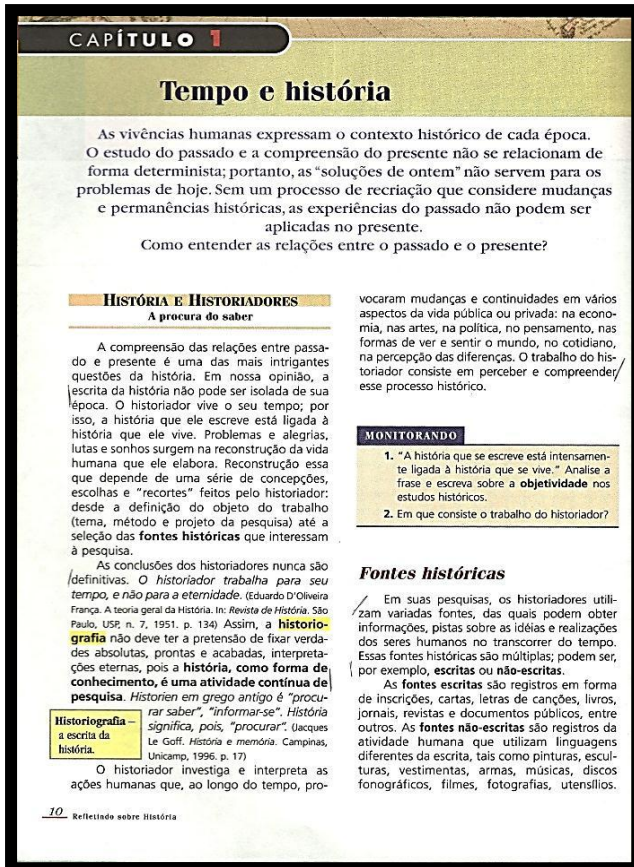 CAPÍTULO 1
Tempo e história
As vivências humanas expressam o contexto histórico de cada época.
O estudo do passado e a compreensão do presente não se relacionam de
forma determinista; portanto, as "soluções de ontem" não servem para os
problemas de hoje. Sem um processo de recriação que considere mudanças
e permanências históricas, as experiências do passado não podem ser
aplicadas no presente.
Como entender as relações entre o passado e o presente?
HISTÓRIA E HISTORIADORES
A procura do saber
A compreensão das relações entre passa-
do e presente é uma das mais intrigantes
questões da história. Em nossa opinião, a
escrita da história não pode ser isolada de sua
época. O historiador vive o seu tempo; por
isso, a história que ele escreve está ligada à
história que ele vive. Problemas e alegrias,
lutas e sonhos surgem na reconstrução da vida
humana que ele elabora. Reconstrução essa
que depende de uma série de concepções,
escolhas e "recortes" feitos pelo historiador:
desde a definição do objeto do trabalho
(tema, método e projeto da pesquisa) até a
seleção das fontes históricas que interessam
à pesquisa.
As conclusões dos historiadores nunca são
definitivas. O historiador trabalha para seu
tempo, e não para a eternidade. (Eduardo D'Oliveira
França. A teoria geral da História. In: Revista de História. São
Paulo, USP, n. 7, 1951. p. 134) Assim, a historio-
grafia não deve ter a pretensão de fixar verda-
des absolutas, prontas e acabadas, interpreta-
ções eternas, pois a história, como forma de
conhecimento, é uma atividade contínua de
pesquisa. Historien em grego antigo é "procu-
rar saber", "informar-se". História
significa, pois, "procurar". (Jacques
Le Goff. História e memória. Campinas,
Unicamp, 1996. p. 17)
Historiografia –
a escrita da
história.
O historiador investiga e interpreta as
ações humanas que, ao longo do tempo, pro-
vocaram mudanças e continuidades em vários
aspectos da vida pública ou privada: na econo-
mia, nas artes, na política, no pensamento, nas
formas de ver e sentir o mundo, no cotidiano,
na percepção das diferenças. O trabalho do his-
toriador consiste em perceber e compreender
esse processo histórico.
MONITORANDO
1. "A história que se escreve está intensamen-
te ligada à história que se vive." Analise a
frase e escreva sobre a objetividade nos
estudos históricos.
2. Em que consiste o trabalho do historiador?
Fontes históricas
Em suas pesquisas, os historiadores utili-
zam variadas fontes, das quais podem obter
informações, pistas sobre as idéias e realizações
dos seres humanos no transcorrer do tempo.
Essas fontes históricas são múltiplas; podem ser,
por exemplo, escritas ou não-escritas.
As fontes escritas são registros em forma
de inscrições, cartas, letras de canções, livros,
jornais, revistas e documentos públicos, entre
outros. As fontes não-escritas são registros da
atividade humana que utilizam linguagens
diferentes da escrita, tais como pinturas, escul-
turas, vestimentas, armas, músicas, discos
fonográficos, filmes, fotografias, utensílios.
10 Refletindo sobre História